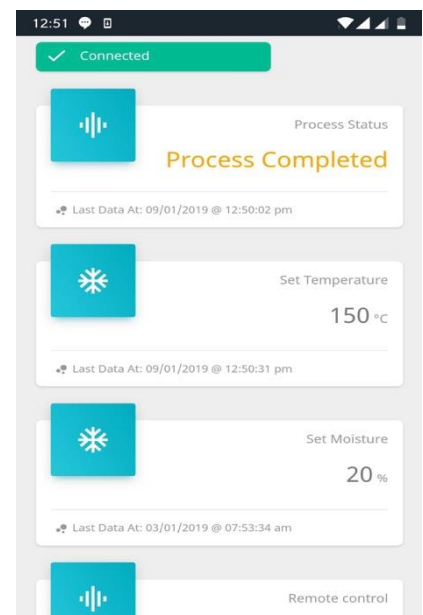 12:51
Connected
Process Status
Process Completed
Last Data At: 09/01/2019 @ 12:50:02 pm
Set Temperature
150 °C
Last Data At: 09/01/2019 @ 12:50:31 pm
Set Moisture
20 %
Last Data At: 03/01/2019 @ 07:53:34 am
Remote control